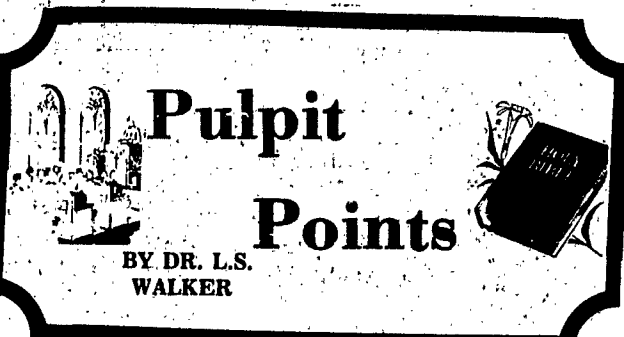 Pulpit
Points
BY DR. L.S.
WALKER
HOLY
BIBLE